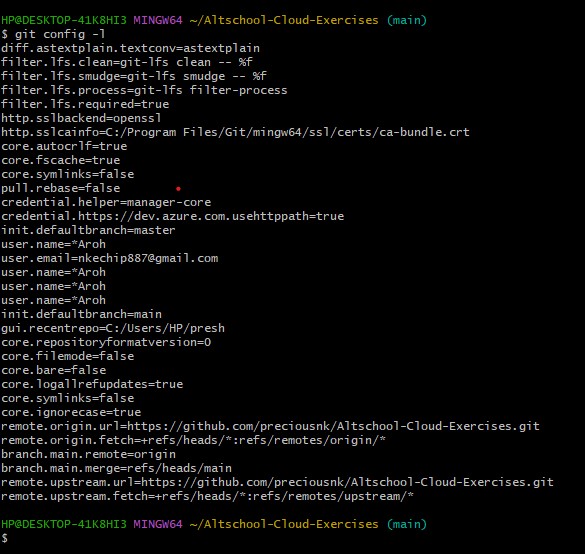 HP@DESKTOP-41K8HI3 MINGW64 ~/Altschool-Cloud-Exercises (main)
$ git config -l
diff.astextplain.textconv=astextplain
filter.lfs.clean=git-lfs clean -- %f
filter.lfs.smudge=git-lfs smudge -- %f
filter.lfs.process=git-lfs filter-process
filter.lfs.required=true
http.sslbackend=openssl
http.sslcainfo=C:/Program Files/Git/mingw64/ssl/certs/ca-bundle.crt
core.autocrlf=true
core.fscache=true
core.symlinks=false
pull.rebase=false
credential.helper=manager-core
credential.https://dev.azure.com.usehttppath=true
init.defaultbranch=master
user.name=*Aroh
user.email=nkechip887@gmail.com
user.name=*Aroh
user.name=*Aroh
user.name=*Aroh
init.defaultbranch=main
gui.recentrepo=C:/Users/HP/presh
core.repositoryformatversion=0
core.filemode=false
core.bare=false
core.logallrefupdates=true
core.symlinks=false
core.ignorecase=true
remote.origin.url=https://github.com/preciousnk/Altschool-Cloud-Exercises.git
remote.origin.fetch=+refs/heads/*:refs/remotes/origin/*
branch.main.remote=origin
branch.main.merge=refs/heads/main
remote.upstream.url=https://github.com/preciousnk/Altschool-Cloud-Exercises.git
remote.upstream.fetch=+refs/heads/*:refs/remotes/upstream/*
HP@DESKTOP-41K8HI3 MINGW64 ~/Altschool-Cloud-Exercises (main)
$